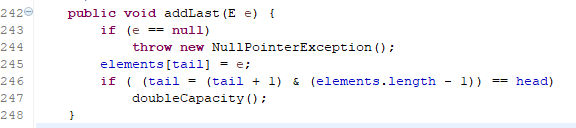 242 public void addLast(E e) {
243 if (e == null)
244 throw new NullPointerException();
245 elements[tail] = e;
246 if ( (tail = (tail + 1) & (elements.length - 1)) == head)
247 doubleCapacity();
248 }